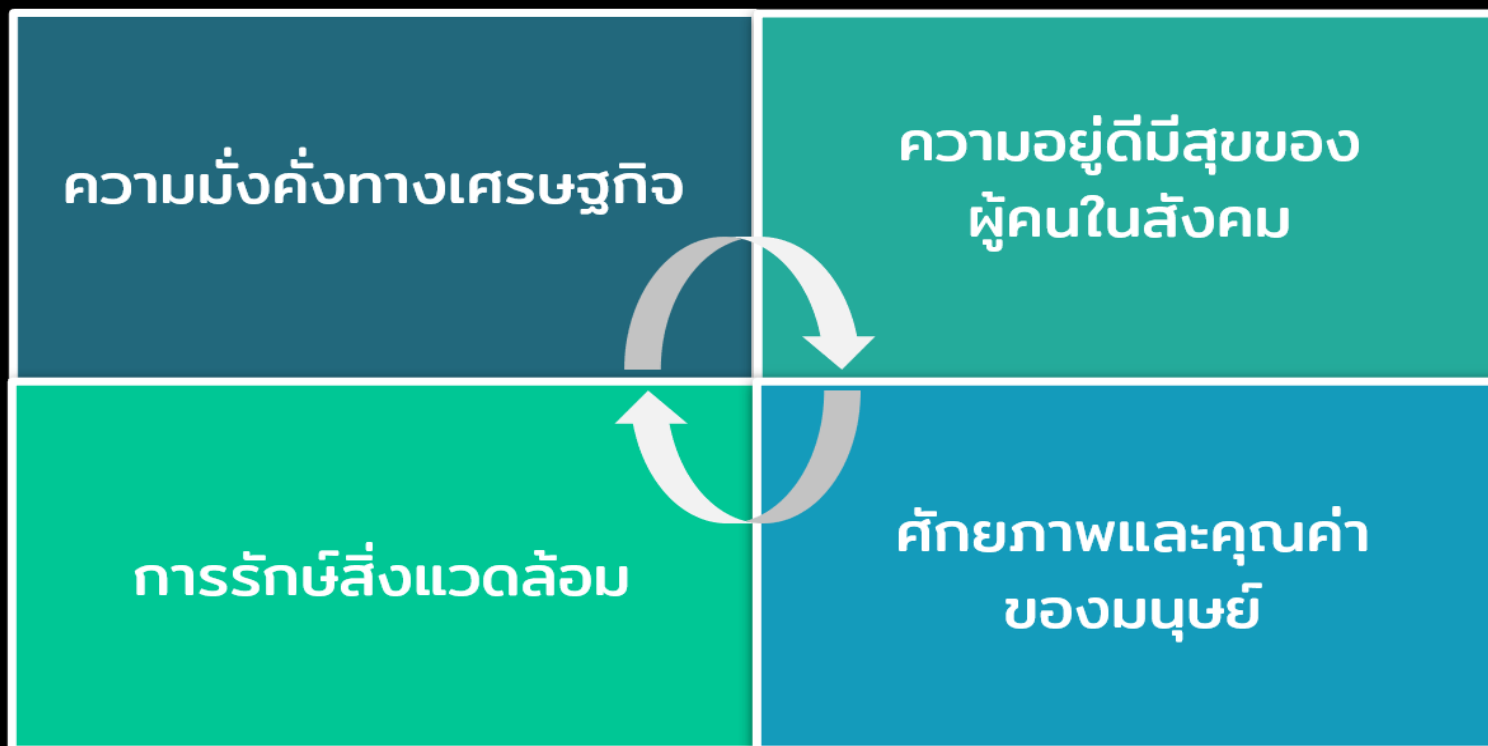 ความมั่งคั่งทางเศรษฐกิจ
ความอยู่ดีมีสุขของ
ผู้คนในสังคม
การรักษ์สิ่งแวดล้อม
ศักยภาพและคุณค่า
ของมนุษย์